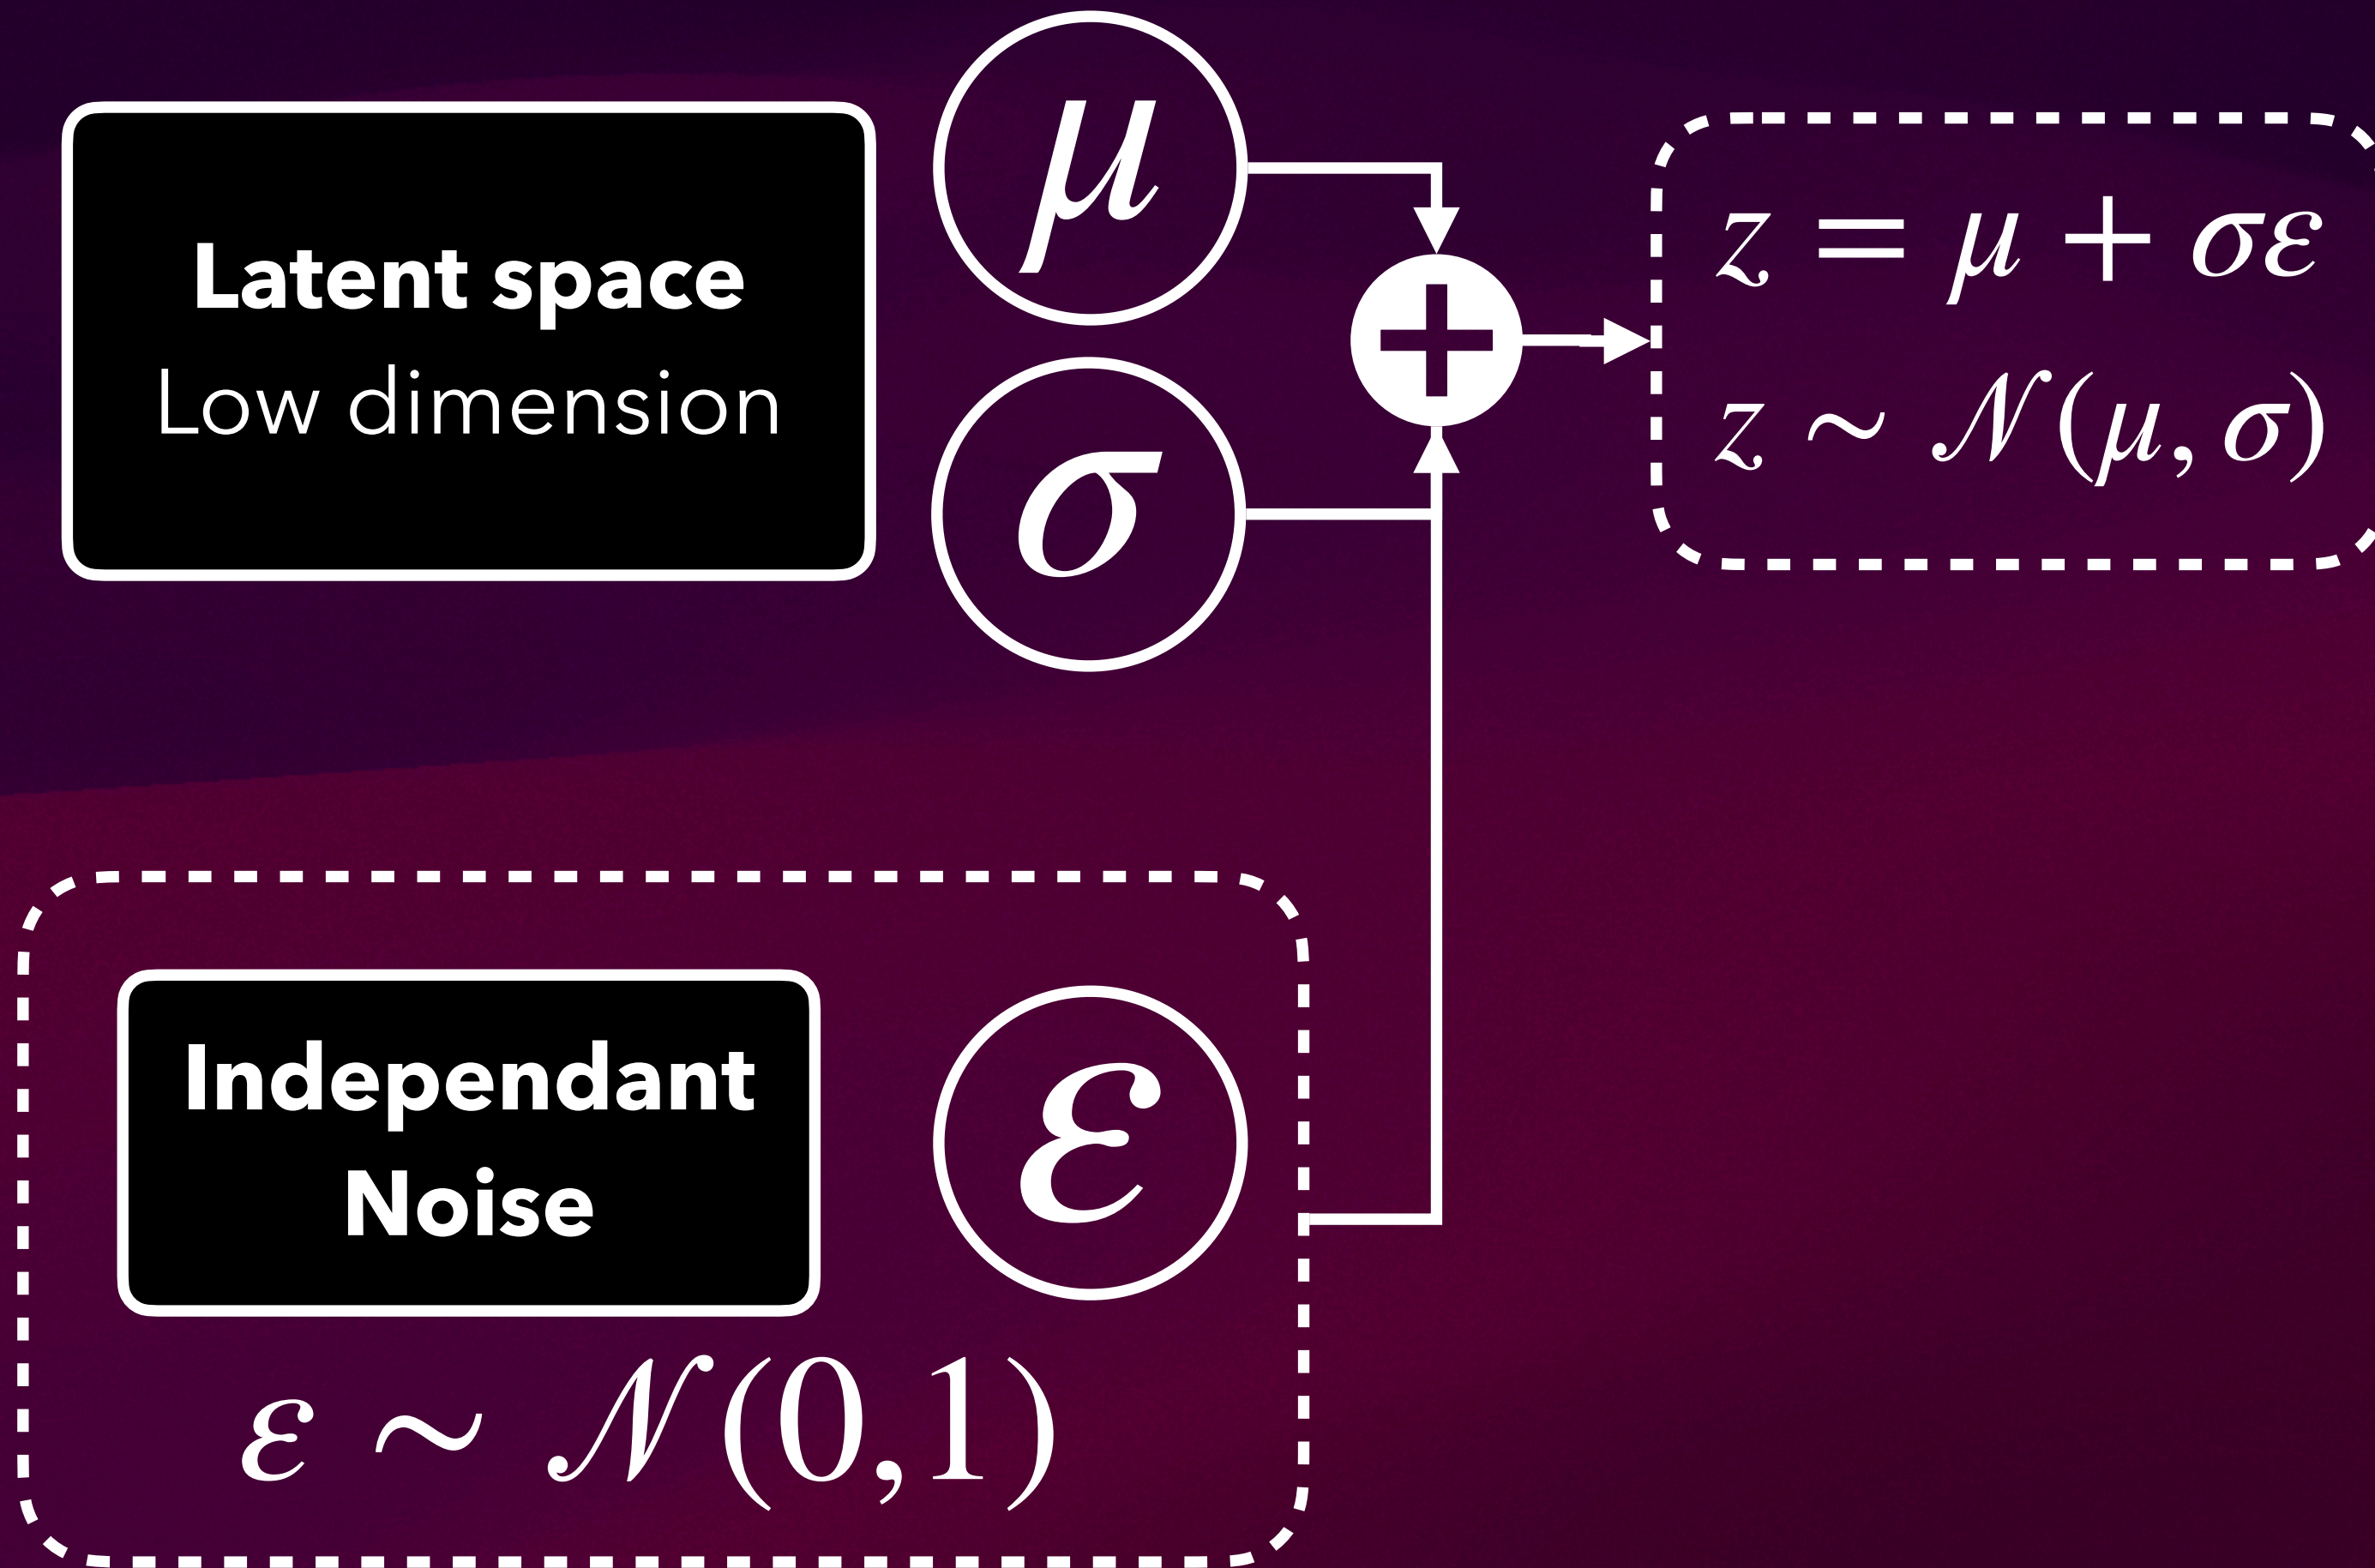 Latent space
Low dimension
μ
σ
+
z = μ + σε
z ~ 𝒩(μ, σ)
Independant
Noise
ε
ε ~ 𝒩(0,1)